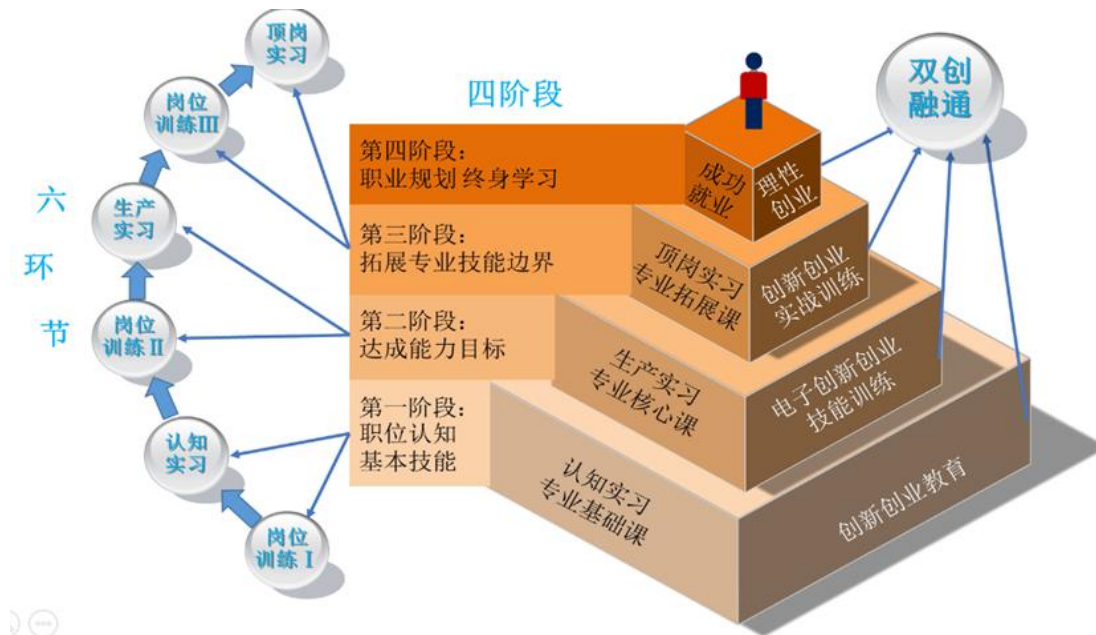 顶岗
实习
岗位
训练III
生产
实习
岗位
训练II
认知
实习
岗位
训练I
六
环
节
四阶段
第四阶段：
职业规划 终身学习
第三阶段：
拓展专业技能边界
第二阶段：
达成能力目标
第一阶段：
职位认知
基本技能
成功
就业
理性
创业
顶岗实习
专业拓展课
创新创业
实战训练
生产实习
专业核心课
电子创新创业
技能训练
认知实习
专业基础课
创新创业教育
双创
融通